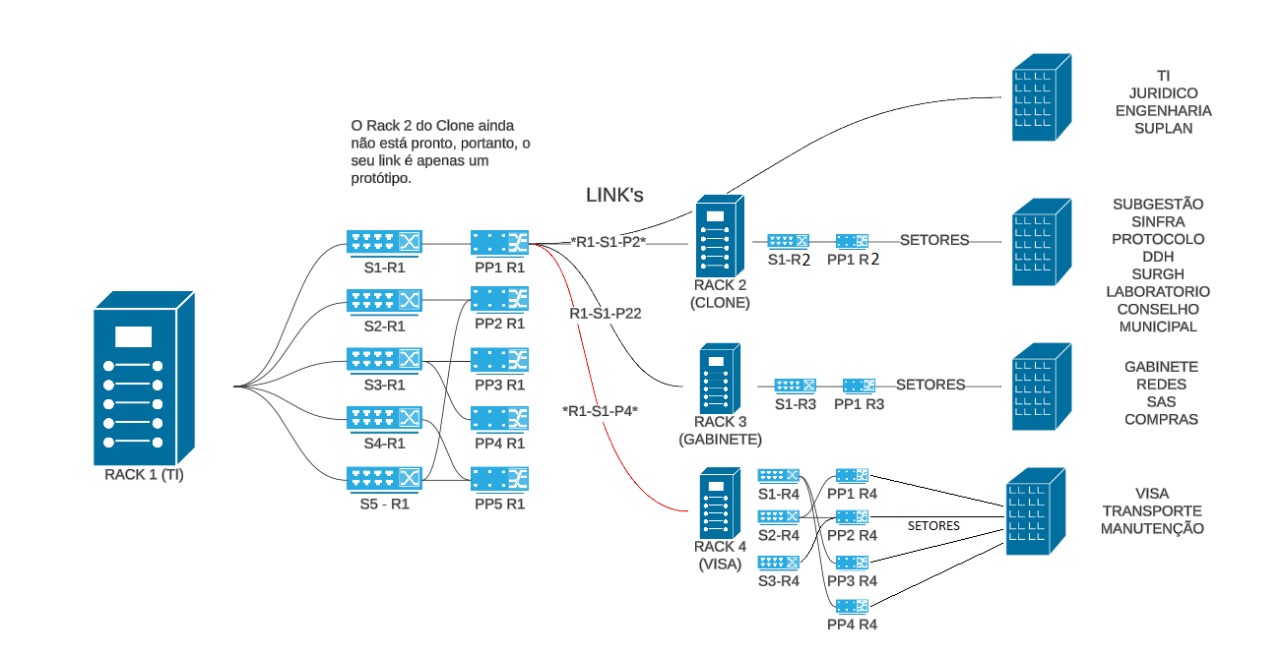 O Rack 2 do Clone ainda
não está pronto, portanto, o
seu link é apenas um
protótipo.
LINK's
TI
JURIDICO
ENGENHARIA
SUPLAN
RACK 1 (TI)
S1-R1
S2-R1
S3-R1
S4-R1
S5 - R1
PP1 R1
PP2 R1
PP3 R1
PP4 R1
PP5 R1
*R1-S1-P2*
R1-S1-P22
*R1-S1-P4*
RACK 2
(CLONE)
S1-R2
PP1 R2
SETORES
SUBGESTÃO
SINFRA
PROTOCOLO
DDH
SURGH
LABORATORIO
CONSELHO
MUNICIPAL
RACK 3
(GABINETE)
S1-R3
PP1 R3
SETORES
GABINETE
REDES
SAS
COMPRAS
RACK 4
(VISA)
S1-R4
S2-R4
S3-R4
PP1 R4
PP2 R4
PP3 R4
PP4 R4
SETORES
VISA
TRANSPORTE
MANUTENÇÃO